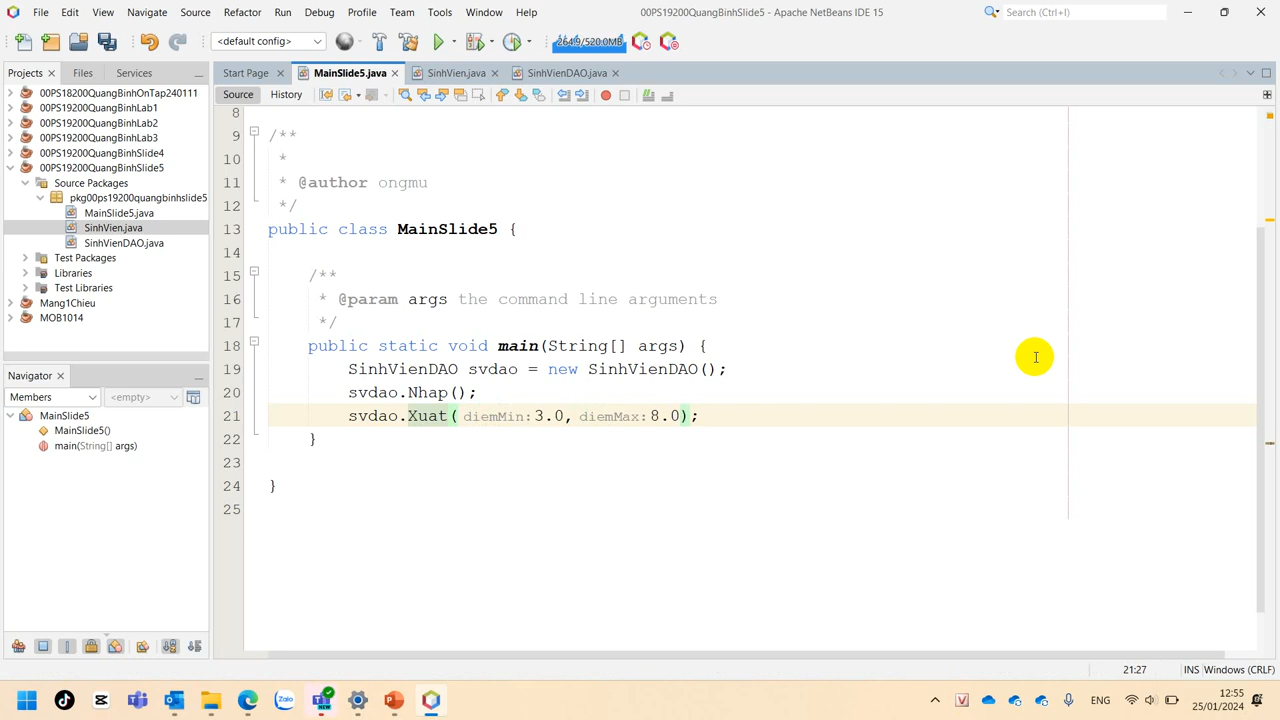 File Edit View Navigate Source Refactor Run Debug Profile Team Tools Window Help
00PS19200QuangBinhSlide5 - Apache NetBeans IDE 15
Search (Ctrl+I)
<default config>
264.9/520.0MB
Projects Files Services
Start Page MainSlide5.java SinhVien.java SinhVienDAO.java
Source History
00PS18200QuangBinhOnTap240111
00PS19200QuangBinhLab1
00PS19200QuangBinhLab2
00PS19200QuangBinhLab3
00PS19200QuangBinhSlide4
00PS19200QuangBinhSlide5
Source Packages
pkg00ps19200quangbinhslide5
MainSlide5.java
SinhVien.java
SinhVienDAO.java
Test Packages
Libraries
Test Libraries
Mang1Chieu
MOB1014
Navigator
Members
<empty>
MainSlide5
MainSlide5()
main(String[] args)
8
9 /**
10 *
11 * @author ongmu
12 */
13 public class MainSlide5 {
14
15 /**
16 * @param args the command line arguments
17 */
18 public static void main(String[] args) {
19 SinhVienDAO svdao = new SinhVienDAO();
20 svdao.Nhap();
21 svdao.Xuat(diemMin: 3.0, diemMax: 8.0);
22 }
23
24 }
25
21:27 INS Windows (CRLF)
Zalo
NEW
ENG
12:55
25/01/2024